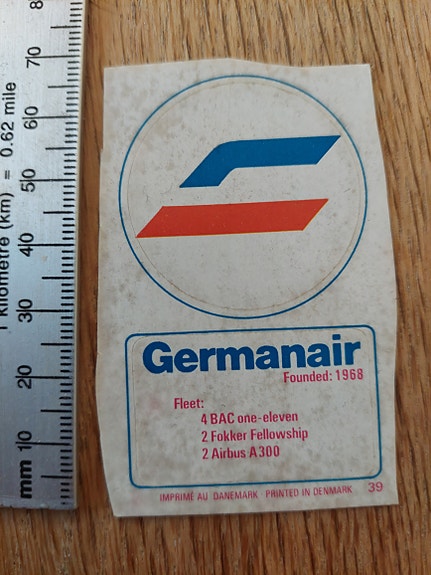 Germanair
Founded: 1968
Fleet:
4 BAC one-eleven
2 Fokker Fellowship
2 Airbus A300
IMPRIMÉ AU DANEMARK PRINTED IN DENMARK 39
mm 10 20 30 40 50 60 70
1 kilometre (km) = 0.62 mile